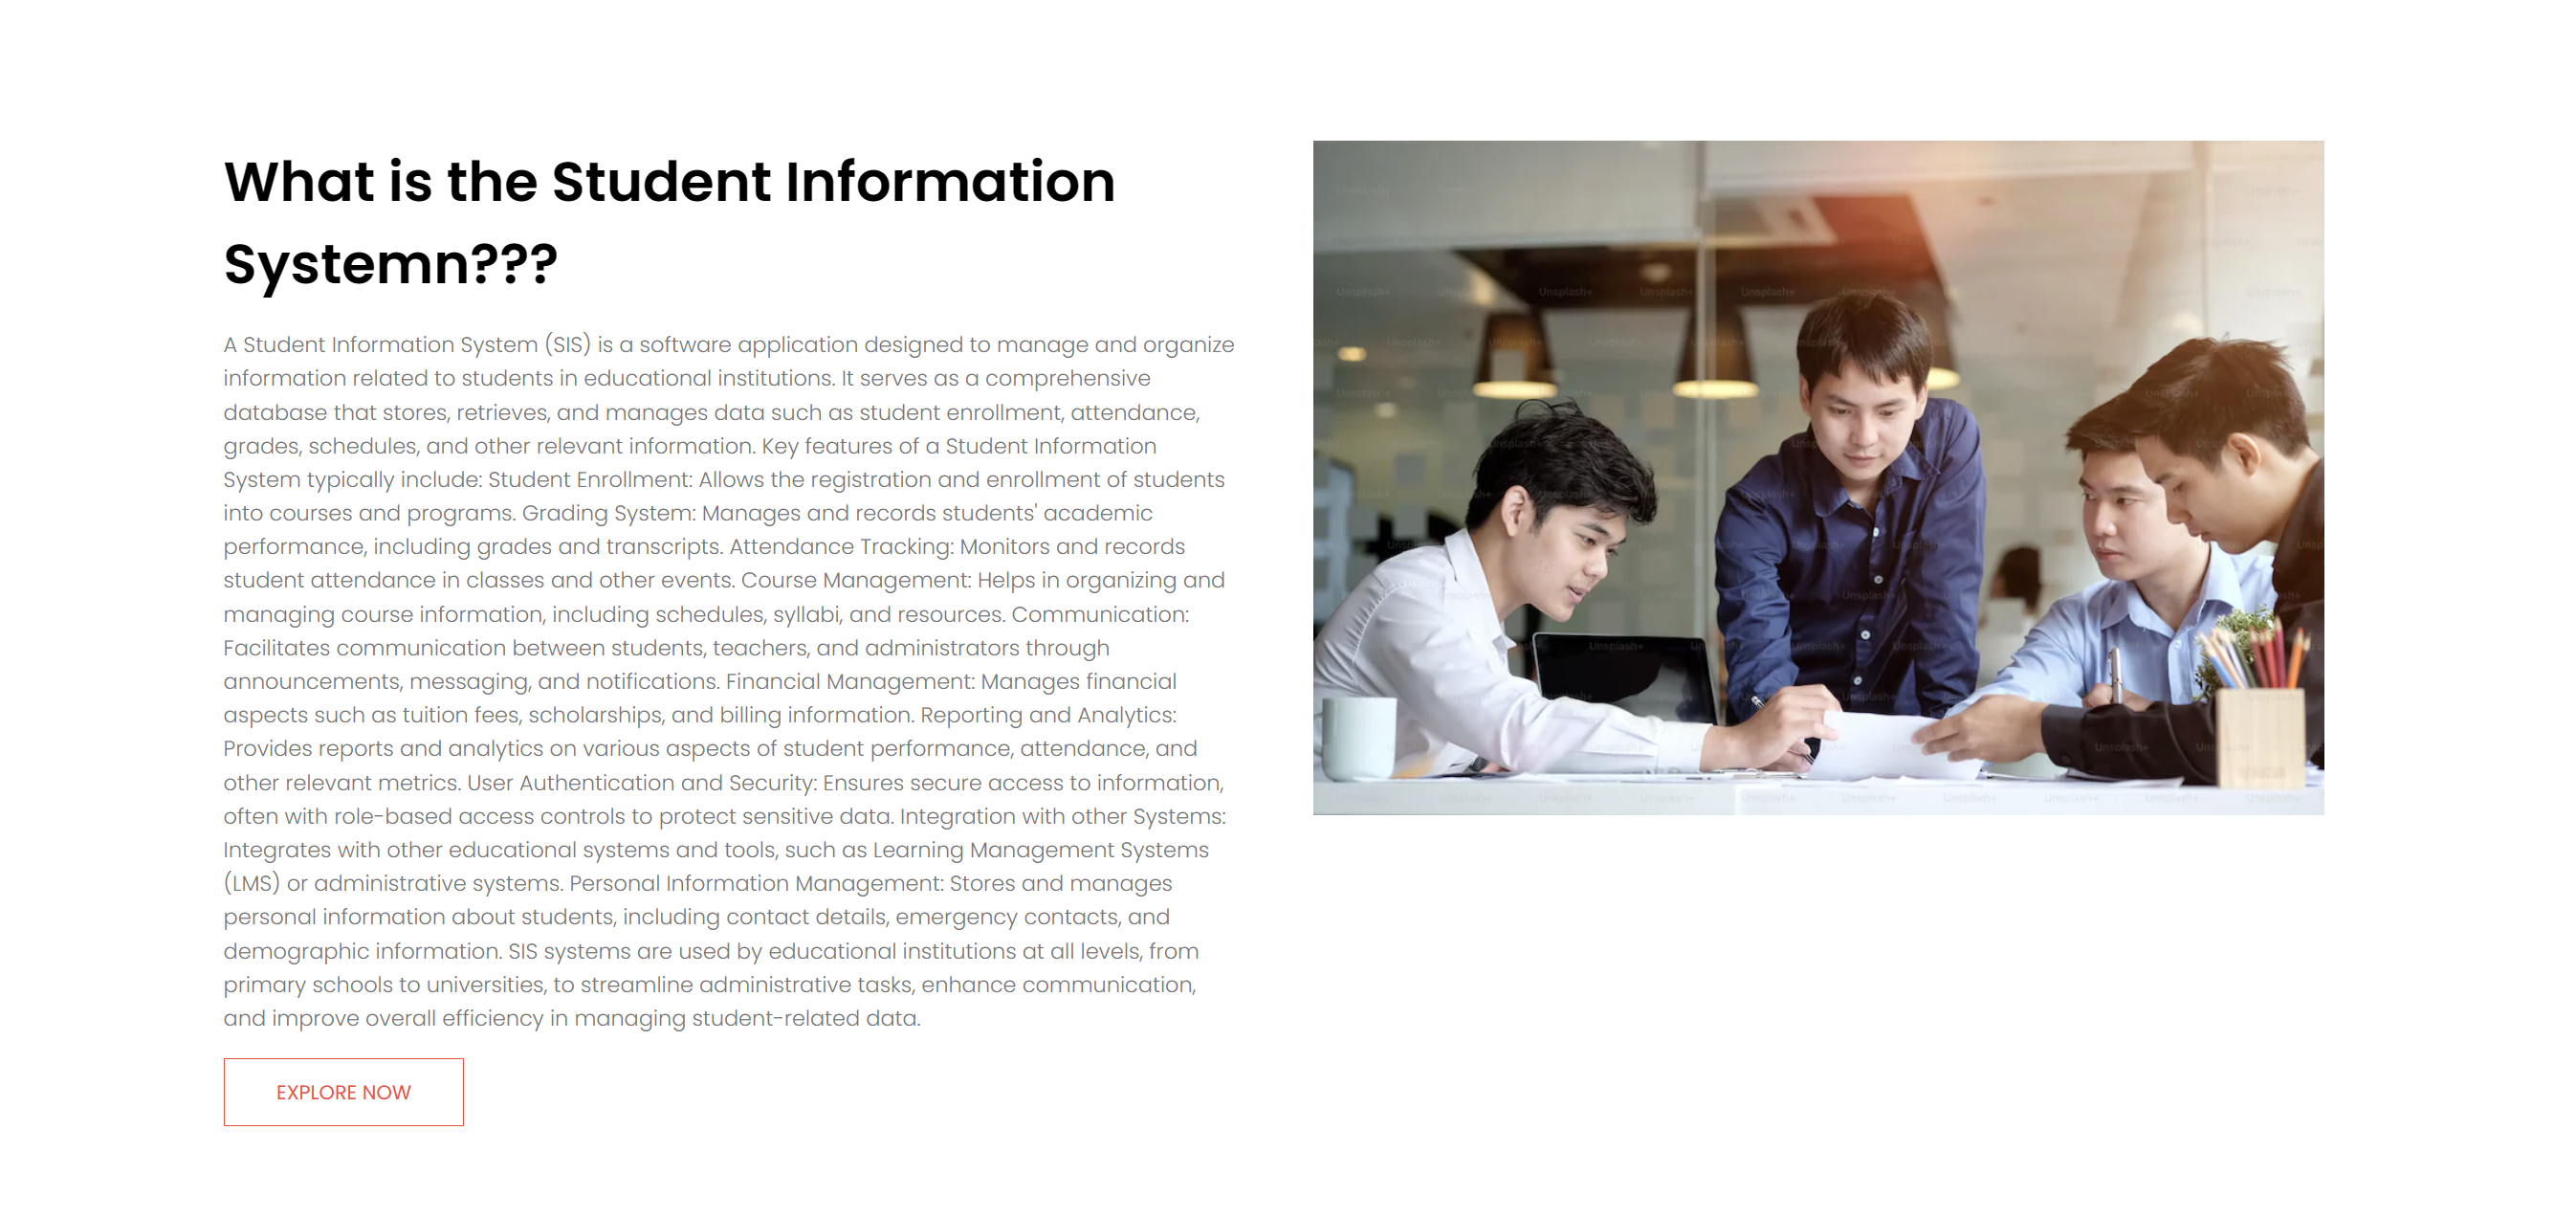 What is the Student Information
Systemn???
A Student Information System (SIS) is a software application designed to manage and organize
information related to students in educational institutions. It serves as a comprehensive
database that stores, retrieves, and manages data such as student enrollment, attendance,
grades, schedules, and other relevant information. Key features of a Student Information
System typically include: Student Enrollment: Allows the registration and enrollment of students
into courses and programs. Grading System: Manages and records students' academic
performance, including grades and transcripts. Attendance Tracking: Monitors and records
student attendance in classes and other events. Course Management: Helps in organizing and
managing course information, including schedules, syllabi, and resources. Communication:
Facilitates communication between students, teachers, and administrators through
announcements, messaging, and notifications. Financial Management: Manages financial
aspects such as tuition fees, scholarships, and billing information. Reporting and Analytics:
Provides reports and analytics on various aspects of student performance, attendance, and
other relevant metrics. User Authentication and Security: Ensures secure access to information,
often with role-based access controls to protect sensitive data. Integration with other Systems:
Integrates with other educational systems and tools, such as Learning Management Systems
(LMS) or administrative systems. Personal Information Management: Stores and manages
personal information about students, including contact details, emergency contacts, and
demographic information. SIS systems are used by educational institutions at all levels, from
primary schools to universities, to streamline administrative tasks, enhance communication,
and improve overall efficiency in managing student-related data.
EXPLORE NOW
Unsplash+